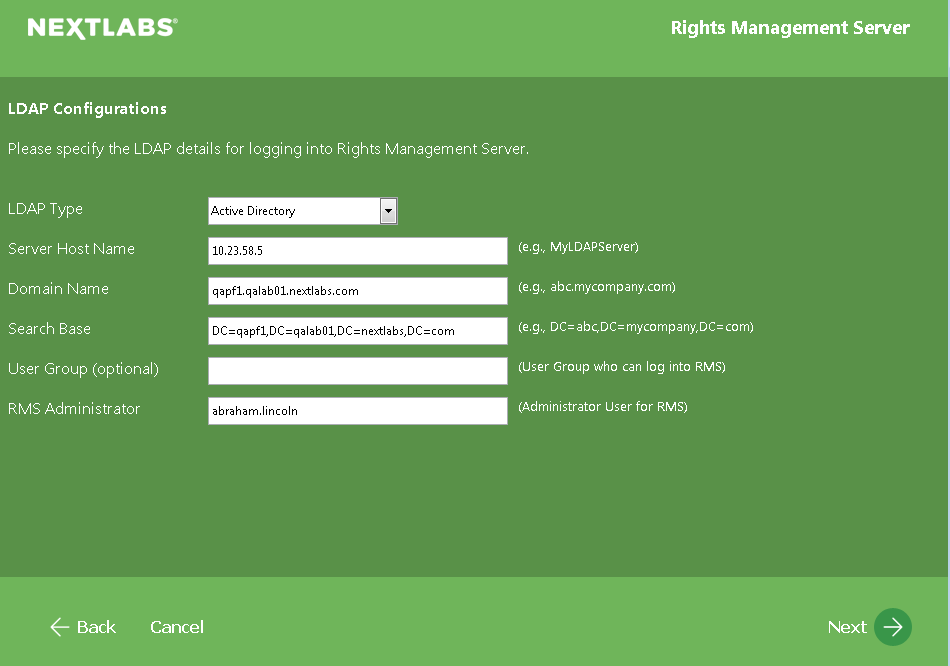 NEXTLABS®
Rights Management Server
LDAP Configurations
Please specify the LDAP details for logging into Rights Management Server.
LDAP Type Active Directory
Server Host Name 10.23.58.5 (e.g., MyLDAPServer)
Domain Name qapf1.qalab01.nextlabs.com (e.g., abc.mycompany.com)
Search Base DC=qapf1,DC=qalab01,DC=nextlabs,DC=com (e.g., DC=abc,DC=mycompany,DC=com)
User Group (optional) (User Group who can log into RMS)
RMS Administrator abraham.lincoln (Administrator User for RMS)
Back Cancel Next